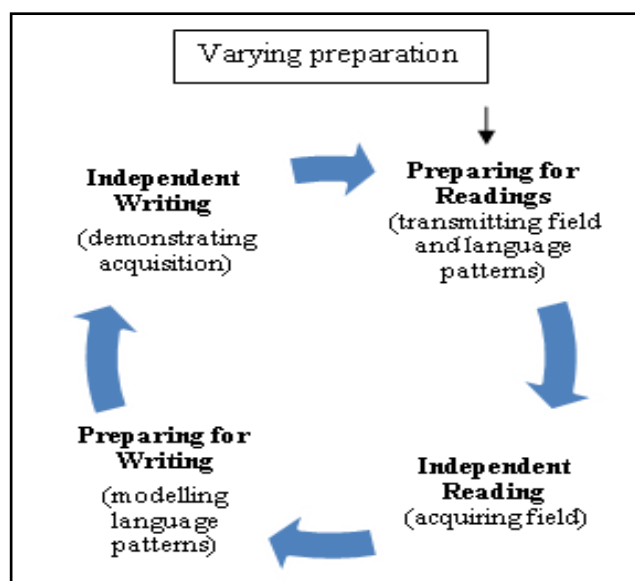 Varying preparation
Independent
Writing
(demonstrating
acquisition)
Preparing for
Readings
(transmitting field
and language
patterns)
Independent
Reading
(acquiring field)
Preparing for
Writing
(modelling
language
patterns)